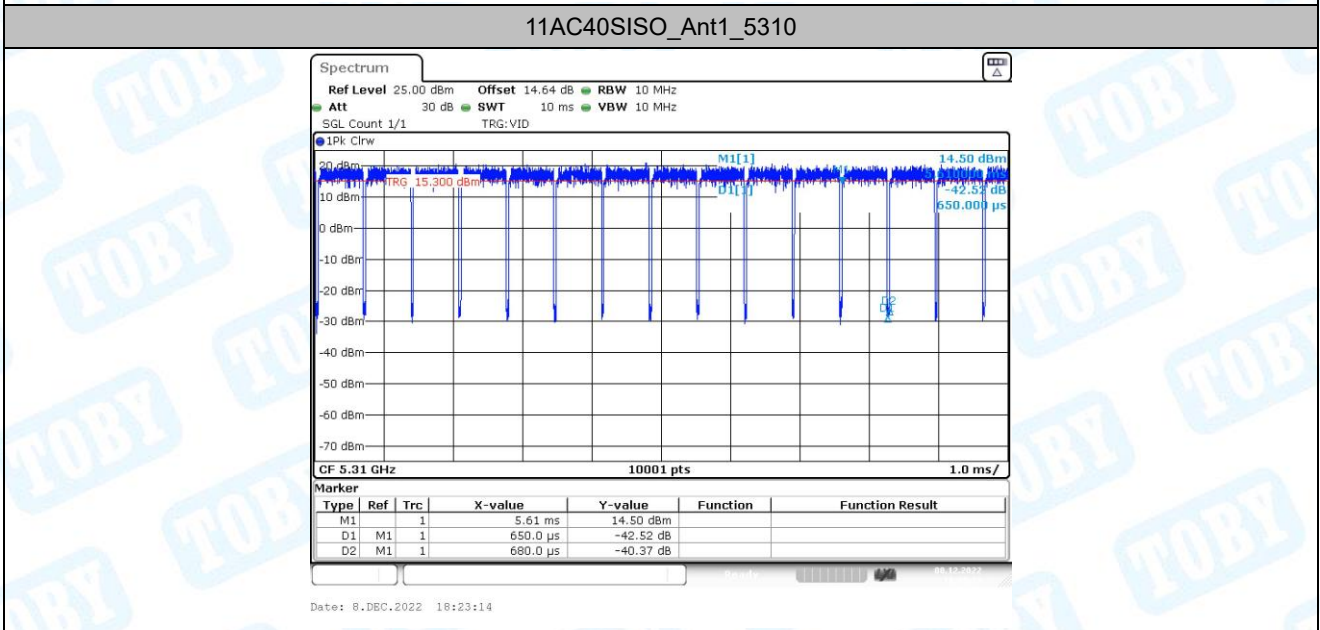 11AC40SISO_Ant1_5310
Spectrum
Ref Level 25.00 dBm Offset 14.64 dB RBW 10 MHz
Att 30 dB SWT 10 ms VBW 10 MHz
SGL Count 1/1 TRG: VID
1Pk Clrw
M1[1] 14.50 dBm
20 dBm
TRG 15.300 dBm
D1[1] -42.52 dB
10 dBm 650.000 µs
0 dBm
-10 dBm
-20 dBm
D2
-30 dBm
-40 dBm
-50 dBm
-60 dBm
-70 dBm
CF 5.31 GHz 10001 pts 1.0 ms/
Marker
Type Ref Trc X-value Y-value Function Function Result
M1 1 5.61 ms 14.50 dBm
D1 M1 1 650.0 µs -42.52 dB
D2 M1 1 680.0 µs -40.37 dB
Ready 08.12.2022
Date: 8.DEC.2022 18:23:14
TOBY